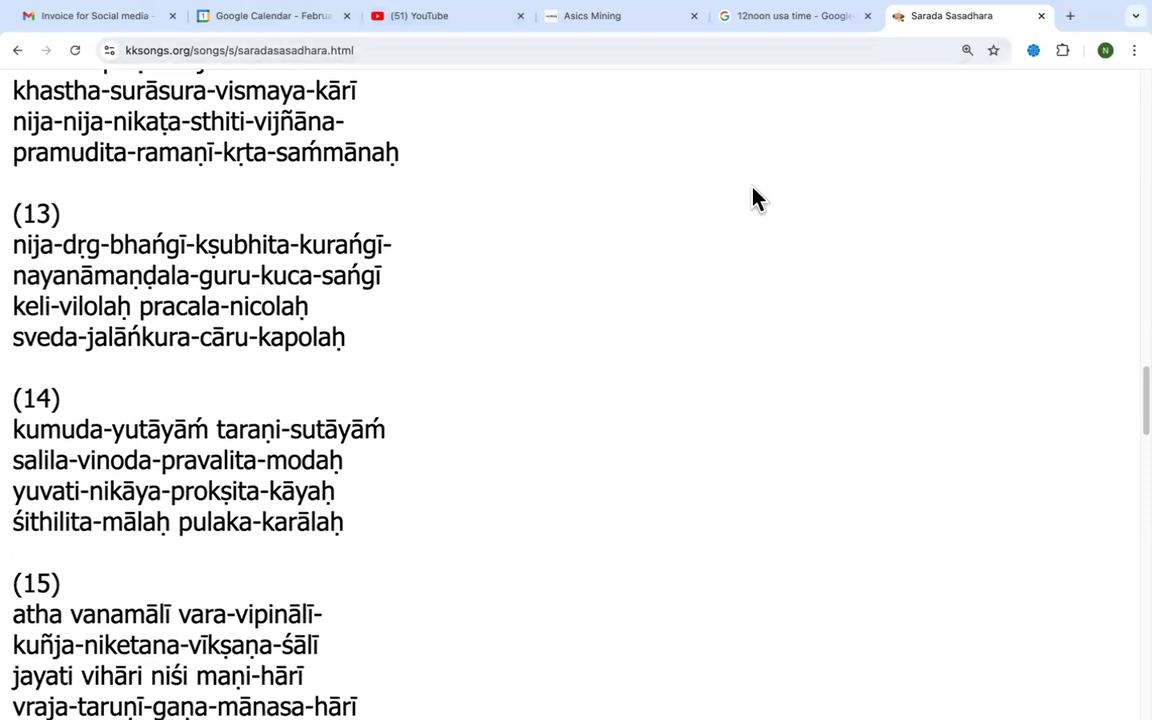 Invoice for Social media -
Google Calendar - Februa
(51) YouTube
Asics Mining
12noon usa time - Google
Sarada Sasadhara
kksongs.org/songs/s/saradasasadhara.html
N
khastha-surāsura-vismaya-kārī
nija-nija-nikaṭa-sthiti-vijñāna-
pramudita-ramaṇī-kṛta-saḿmānaḥ
(13)
nija-dṛg-bhańgī-kṣubhita-kurańgī-
nayanāmaṇḍala-guru-kuca-sańgī
keli-vilolaḥ pracala-nicolaḥ
sveda-jalāńkura-cāru-kapolaḥ
(14)
kumuda-yutāyāḿ taraṇi-sutāyāḿ
salila-vinoda-pravalita-modaḥ
yuvati-nikāya-prokṣita-kāyaḥ
śithilita-mālaḥ pulaka-karālaḥ
(15)
atha vanamālī vara-vipinālī-
kuñja-niketana-vīkṣaṇa-śālī
jayati vihāri niśi maṇi-hārī
vraja-taruṇī-gaṇa-mānasa-hārī